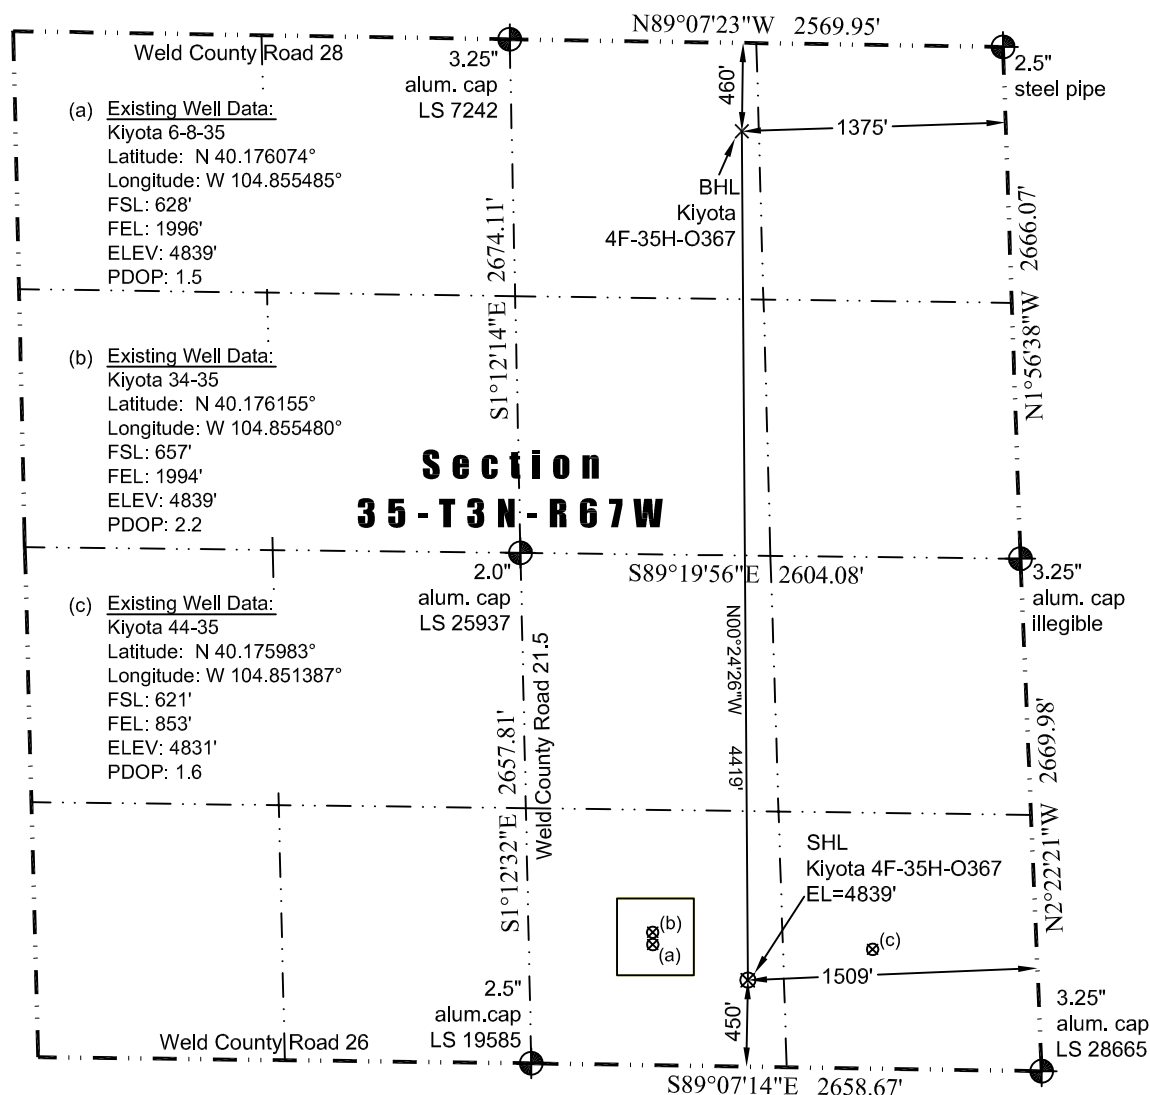 N89°07'23"W 2569.95'
Weld County Road 28
3.25"
alum. cap
LS 7242
2.5"
steel pipe
460'
1375'
(a) Existing Well Data:
Kiyota 6-8-35
Latitude: N 40.176074°
Longitude: W 104.855485°
FSL: 628'
FEL: 1996'
ELEV: 4839'
PDOP: 1.5
BHL
Kiyota
4F-35H-O367
S1°12'14"E 2674.11'
N1°56'38"W 2666.07'
(b) Existing Well Data:
Kiyota 34-35
Latitude: N 40.176155°
Longitude: W 104.855480°
FSL: 657'
FEL: 1994'
ELEV: 4839'
PDOP: 2.2
Section
35-T3N-R67W
2.0"
alum. cap
LS 25937
S89°19'56"E 2604.08'
3.25"
alum. cap
illegible
(c) Existing Well Data:
Kiyota 44-35
Latitude: N 40.175983°
Longitude: W 104.851387°
FSL: 621'
FEL: 853'
ELEV: 4831'
PDOP: 1.6
N00°24'26"W 4419'
S1°12'32"E 2657.81'
Weld County Road 21.5
N2°22'21"W 2669.98'
SHL
Kiyota 4F-35H-O367
EL=4839'
(b)
(a)
(c)
1509'
450'
2.5"
alum.cap
LS 19585
3.25"
alum. cap
LS 28665
Weld County Road 26
S89°07'14"E 2658.67'